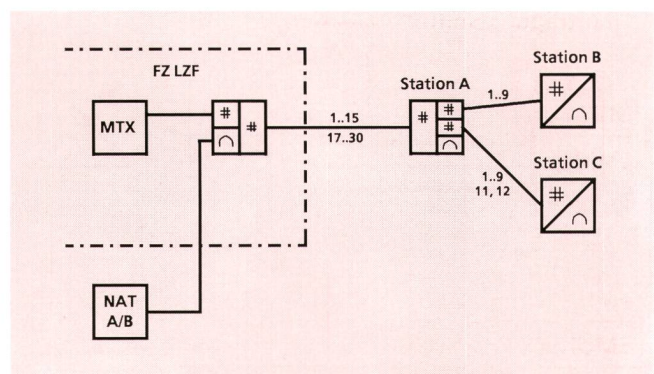 FZ LZF
MTX
#
#
1..15
17..30
Station A
#
#
#
1..9
1..9
11, 12
Station B
#
Station C
#
NAT
A/B